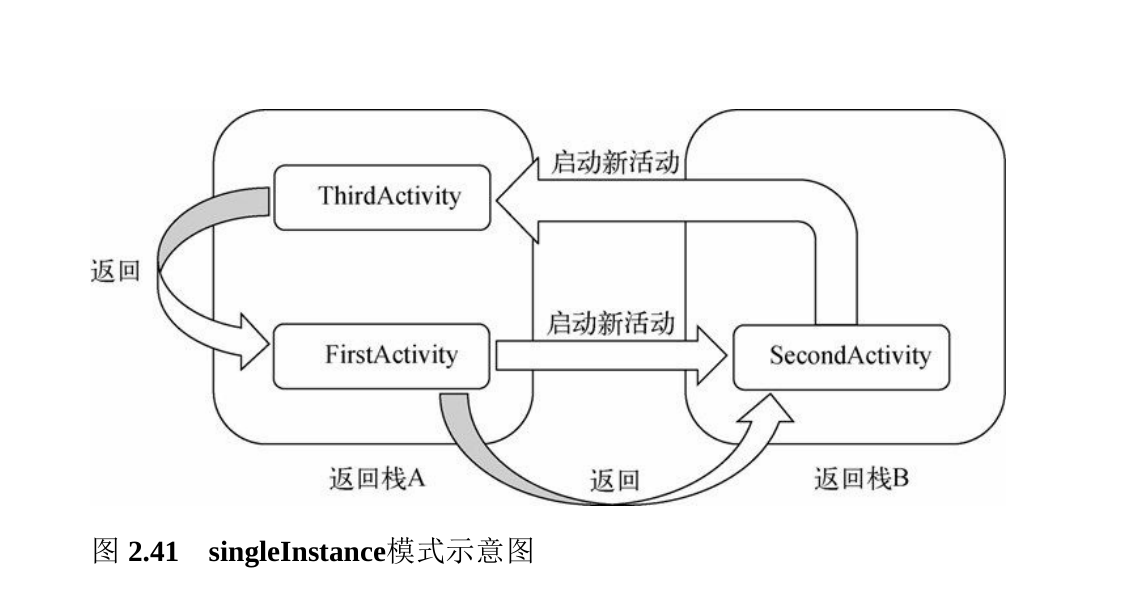 启动新活动
ThirdActivity
返回
启动新活动
FirstActivity
SecondActivity
返回栈A
返回
返回栈B
图 2.41 singleInstance模式示意图